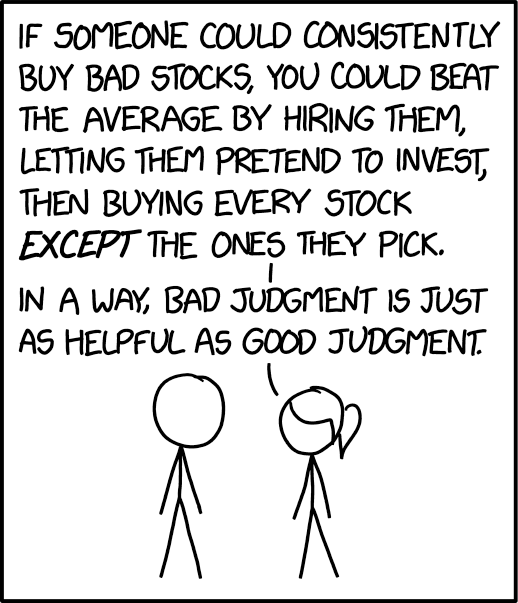 IF SOMEONE COULD CONSISTENTLY
BUY BAD STOCKS, YOU COULD BEAT
THE AVERAGE BY HIRING THEM,
LETTING THEM PRETEND TO INVEST,
THEN BUYING EVERY STOCK
EXCEPT THE ONES THEY PICK.
IN A WAY, BAD JUDGMENT IS JUST
AS HELPFUL AS GOOD JUDGMENT.